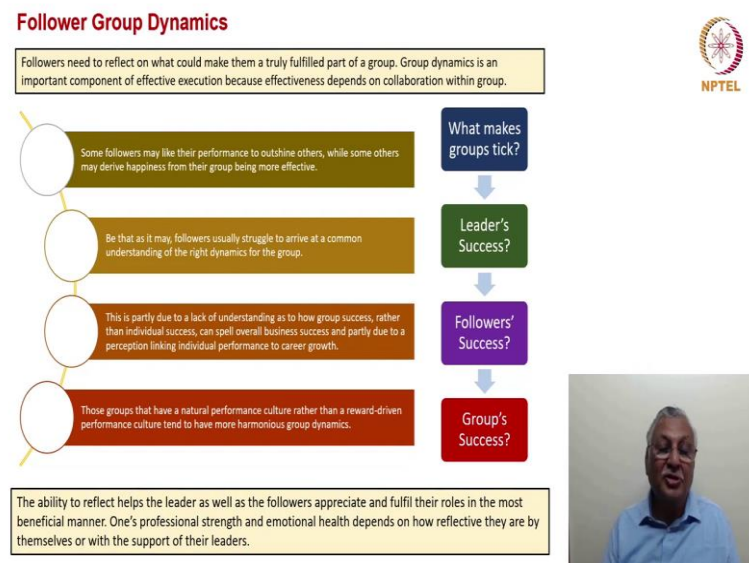 Follower Group Dynamics
NPTEL
Followers need to reflect on what could make them a truly fulfilled part of a group. Group dynamics is an
important component of effective execution because effectiveness depends on collaboration within group.
Some followers may like their performance to outshine others, while some others
may derive happiness from their group being more effective.
Be that as it may, followers usually struggle to arrive at a common
understanding of the right dynamics for the group.
This is partly due to a lack of understanding as to how group success, rather
than individual success, can spell overall business success and partly due to a
perception linking individual performance to career growth.
Those groups that have a natural performance culture rather than a reward-driven
performance culture tend to have more harmonious group dynamics.
What makes
groups tick?
Leader's
Success?
Followers'
Success?
Group's
Success?
The ability to reflect helps the leader as well as the followers appreciate and fulfil their roles in the most
beneficial manner. One's professional strength and emotional health depends on how reflective they are by
themselves or with the support of their leaders.